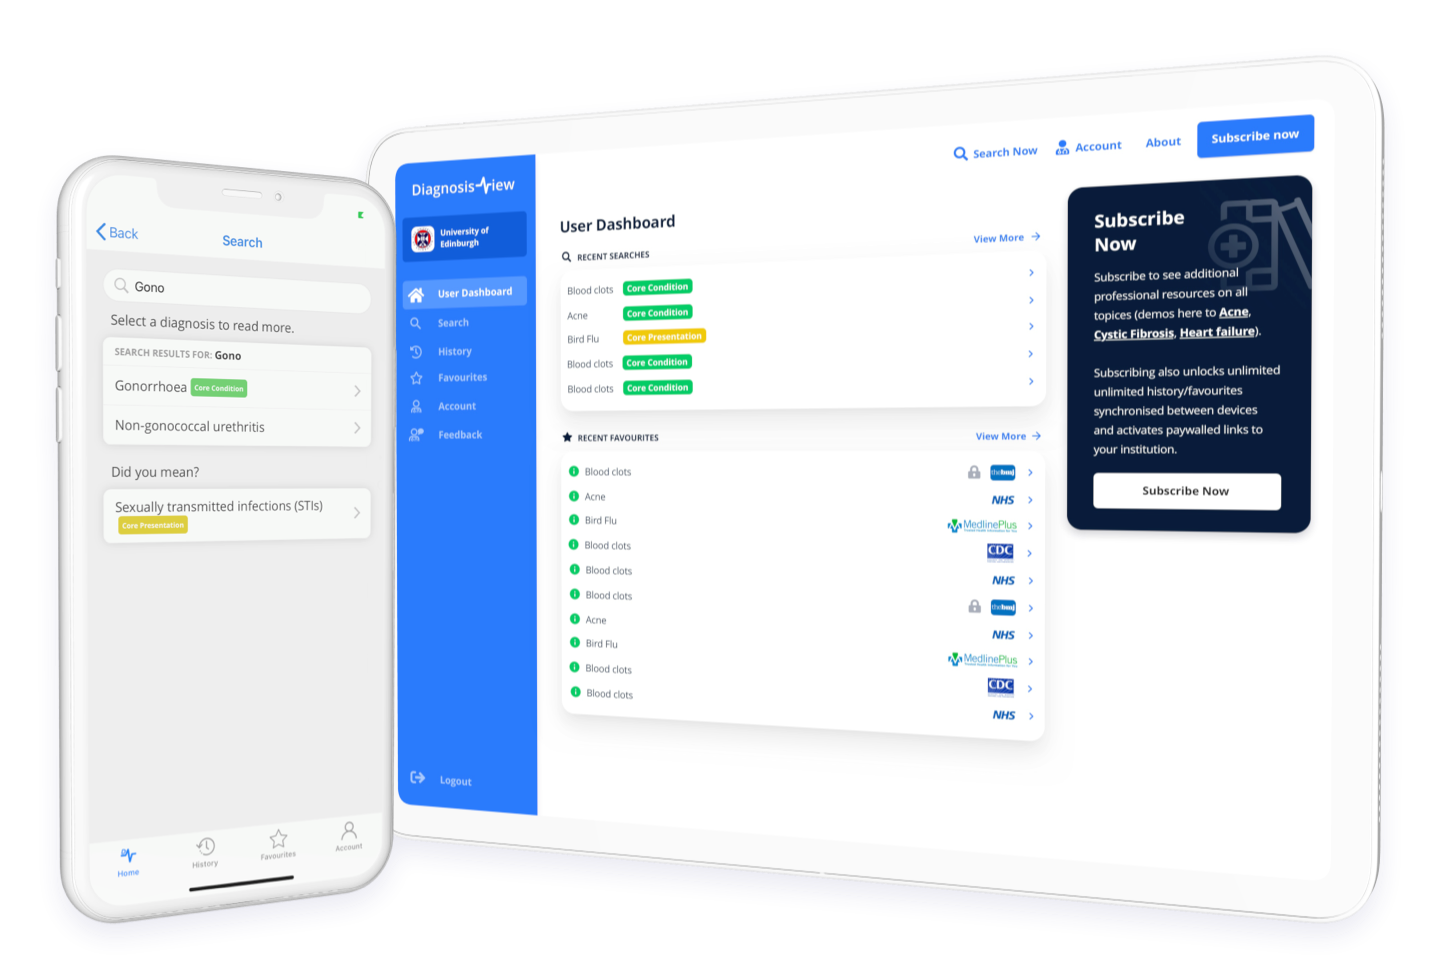 Back
Search
Gono
Select a diagnosis to read more.
SEARCH RESULTS FOR: Gono
Gonorrhoea Core Condition
Non-gonococcal urethritis
Did you mean?
Sexually transmitted infections (STIs)
Core Presentation
Home
History
Favourites
Account
Diagnosis iew
University of
Edinburgh
User Dashboard
Search
History
Favourites
Account
Feedback
Logout
Search Now
Account
About
Subscribe now
User Dashboard
RECENT SEARCHES
View More
Blood clots Core Condition
Acne Core Condition
Bird Flu Core Presentation
Blood clots Core Condition
Blood clots Core Condition
RECENT FAVOURITES
View More
Blood clots thebmj
Acne NHS
Bird Flu MedlinePlus
Blood clots CDC
Blood clots NHS
Blood clots thebmj
Acne NHS
Bird Flu MedlinePlus
Blood clots CDC
Blood clots NHS
Subscribe
Now
Subscribe to see additional
professional resources on all
topices (demos here to Acne,
Cystic Fibrosis, Heart failure).
Subscribing also unlocks unlimited
unlimited history/favourites
synchronised between devices
and activates paywalled links to
your institution.
Subscribe Now